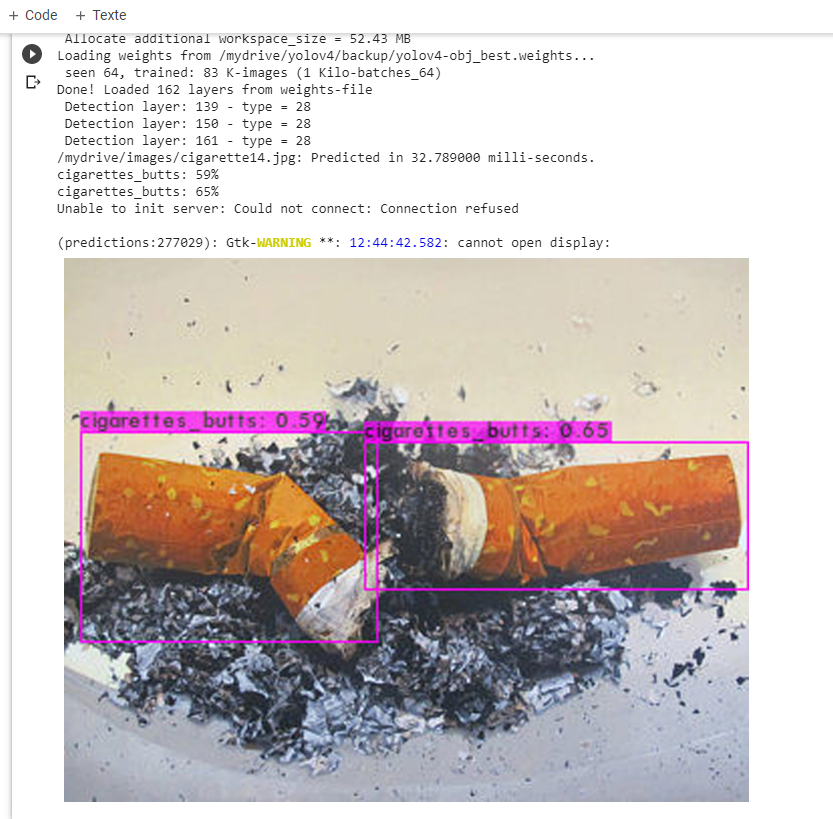 + Code + Texte
Allocate additional workspace_size = 52.43 MB
Loading weights from /mydrive/yolov4/backup/yolov4-obj_best.weights...
seen 64, trained: 83 K-images (1 Kilo-batches_64)
Done! Loaded 162 layers from weights-file
Detection layer: 139 - type = 28
Detection layer: 150 - type = 28
Detection layer: 161 - type = 28
/mydrive/images/cigarette14.jpg: Predicted in 32.789000 milli-seconds.
cigarettes_butts: 59%
cigarettes_butts: 65%
Unable to init server: Could not connect: Connection refused
(predictions:277029): Gtk-WARNING **: 12:44:42.582: cannot open display:
cigarettes_butts: 0.59
cigarettes_butts: 0.65